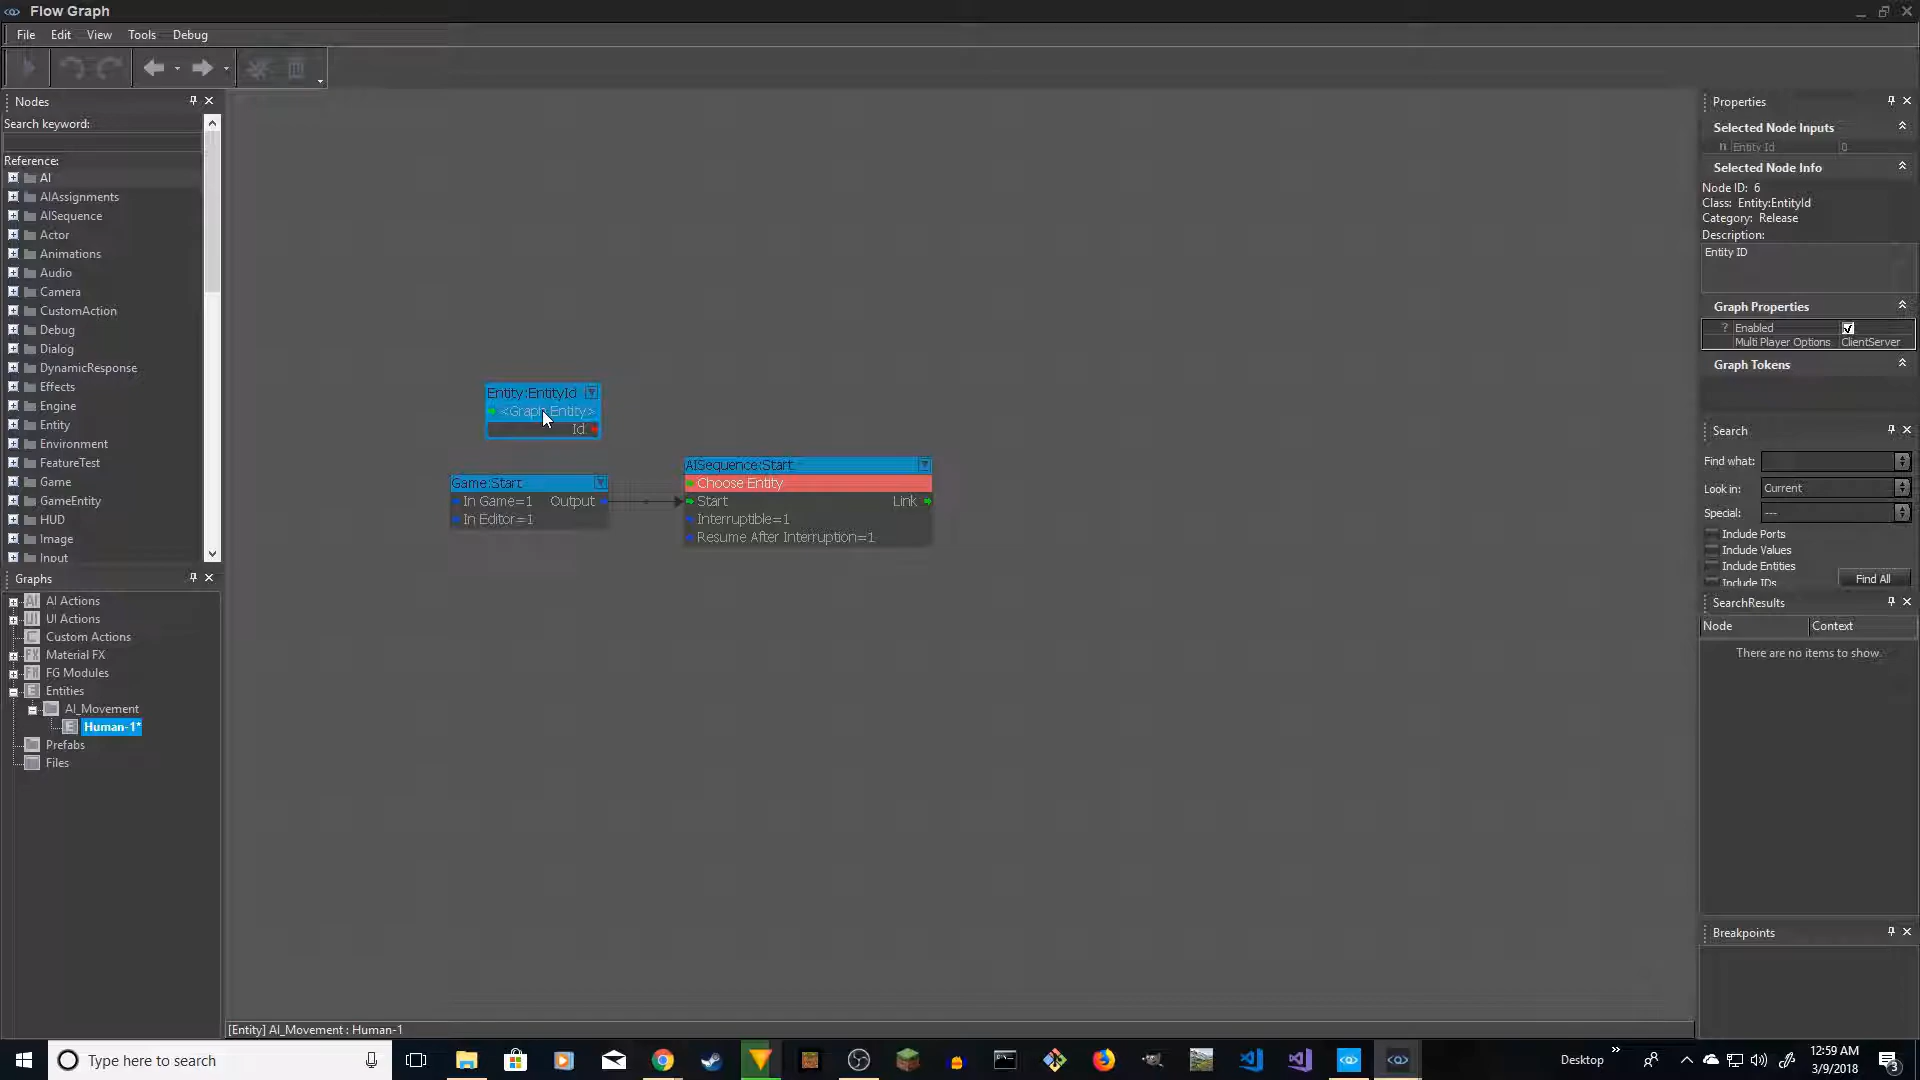 Flow Graph
File Edit View Tools Debug
Nodes
Search keyword:
Reference:
AI
AIAssignments
AISequence
Actor
Animations
Audio
Camera
CustomAction
Debug
Dialog
DynamicResponse
Effects
Engine
Entity
Environment
FeatureTest
Game
GameEntity
HUD
Image
Input
Graphs
AI Actions
UI Actions
Custom Actions
Material FX
FG Modules
Entities
AI_Movement
Human-1*
Prefabs
Files
Entity:EntityId
<Graph Entity>
Id
Game:Start
In Game=1 Output
In Editor=1
AISequence:Start
Choose Entity
Start Link
Interruptible=1
Resume After Interruption=1
[Entity] AI_Movement : Human-1
Properties
Selected Node Inputs
n Entity Id 0
Selected Node Info
Node ID: 6
Class: Entity:EntityId
Category: Release
Description:
Entity ID
Graph Properties
? Enabled
Multi Player Options ClientServer
Graph Tokens
Search
Find what:
Look in: Current
Special: ---
Include Ports
Include Values
Include Entities
Include IDs
Find All
SearchResults
Node Context
There are no items to show.
Breakpoints
Type here to search
Desktop
12:59 AM
3/9/2018
3